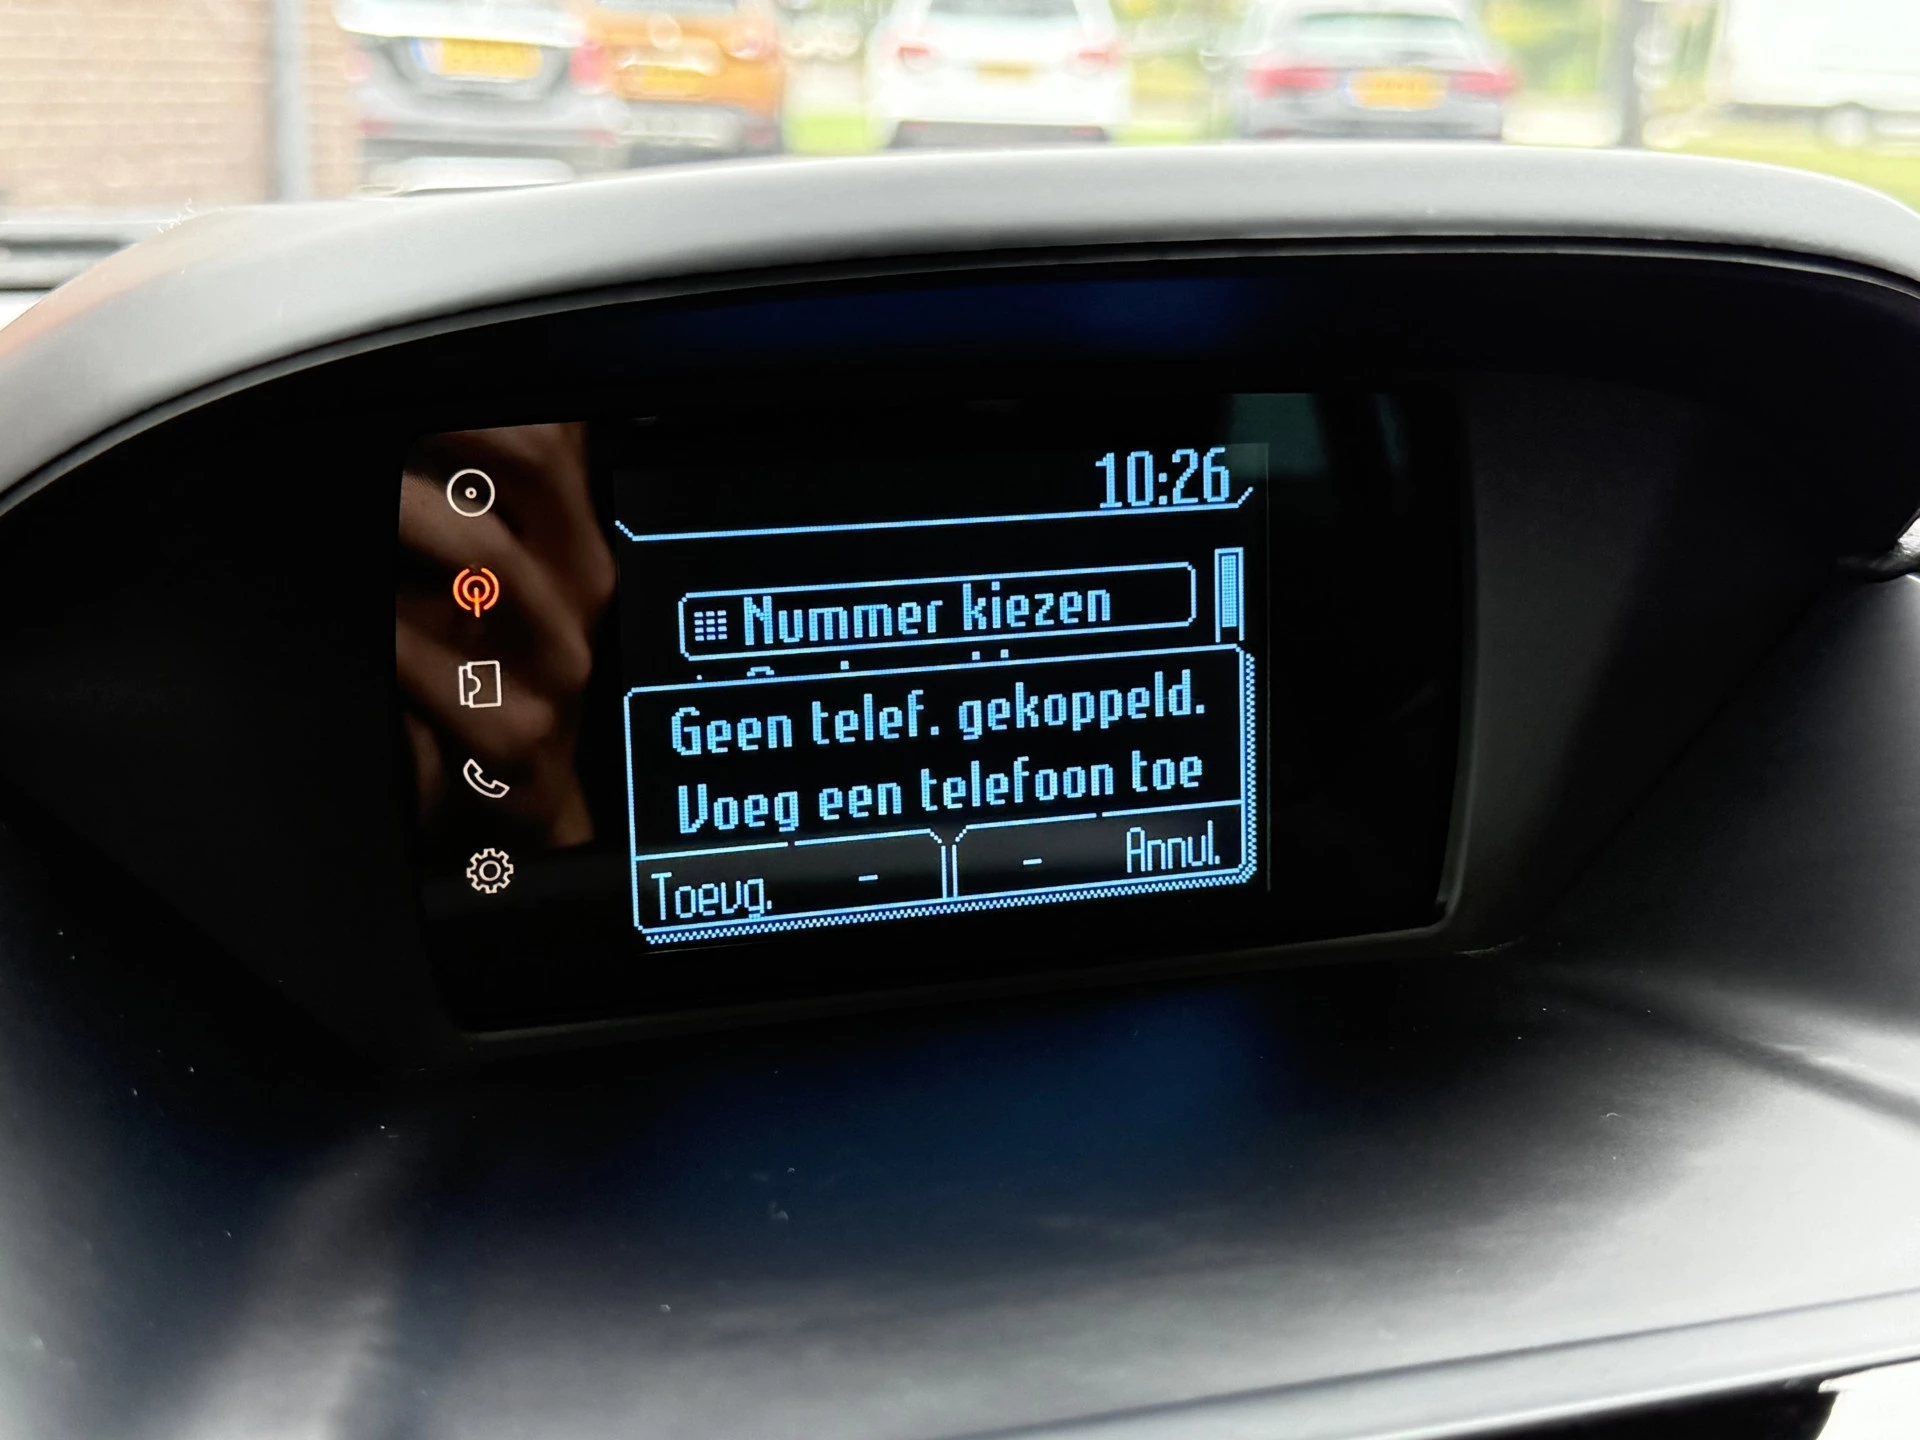 10:26
Nummer kiezen
Geen telef. gekoppeld.
Voeg een telefoon toe
Toevg. - - Annul.